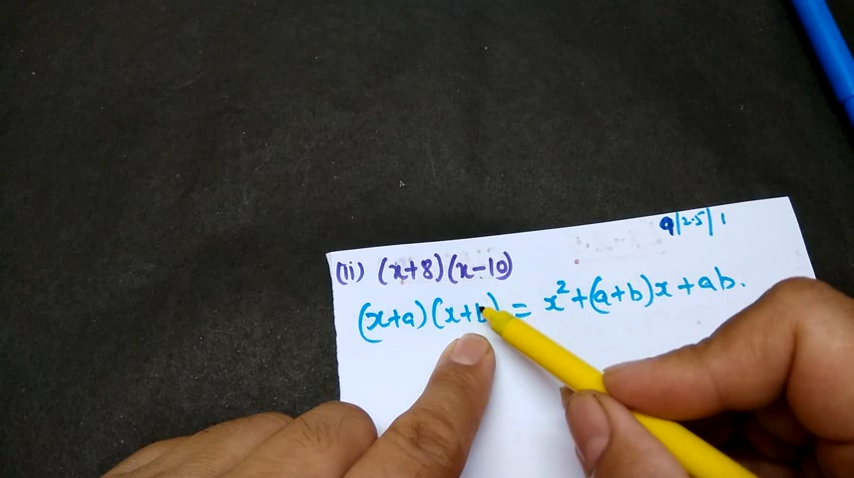 9/2.5/1
(ii) (x+8)(x-10)
(x+a)(x+b) = x²+(a+b)x+ab.